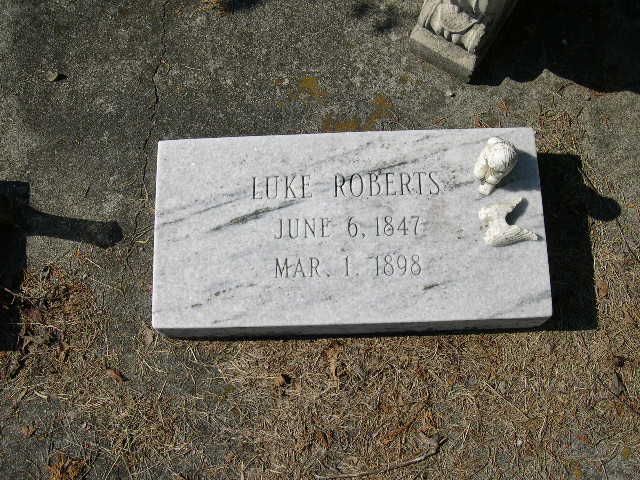 LUKE ROBERTS
JUNE 6, 1847
MAR. 1. 1898